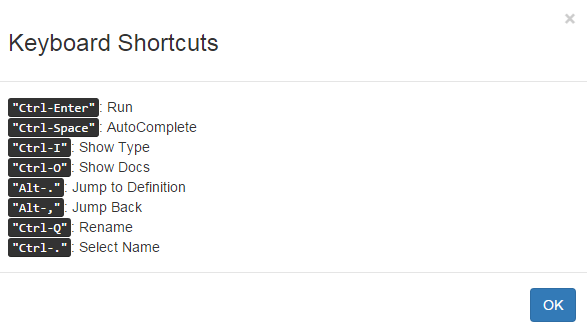 ×
Keyboard Shortcuts
"Ctrl-Enter": Run
"Ctrl-Space": AutoComplete
"Ctrl-I": Show Type
"Ctrl-O": Show Docs
"Alt-.": Jump to Definition
"Alt-,": Jump Back
"Ctrl-Q": Rename
"Ctrl-.": Select Name
OK